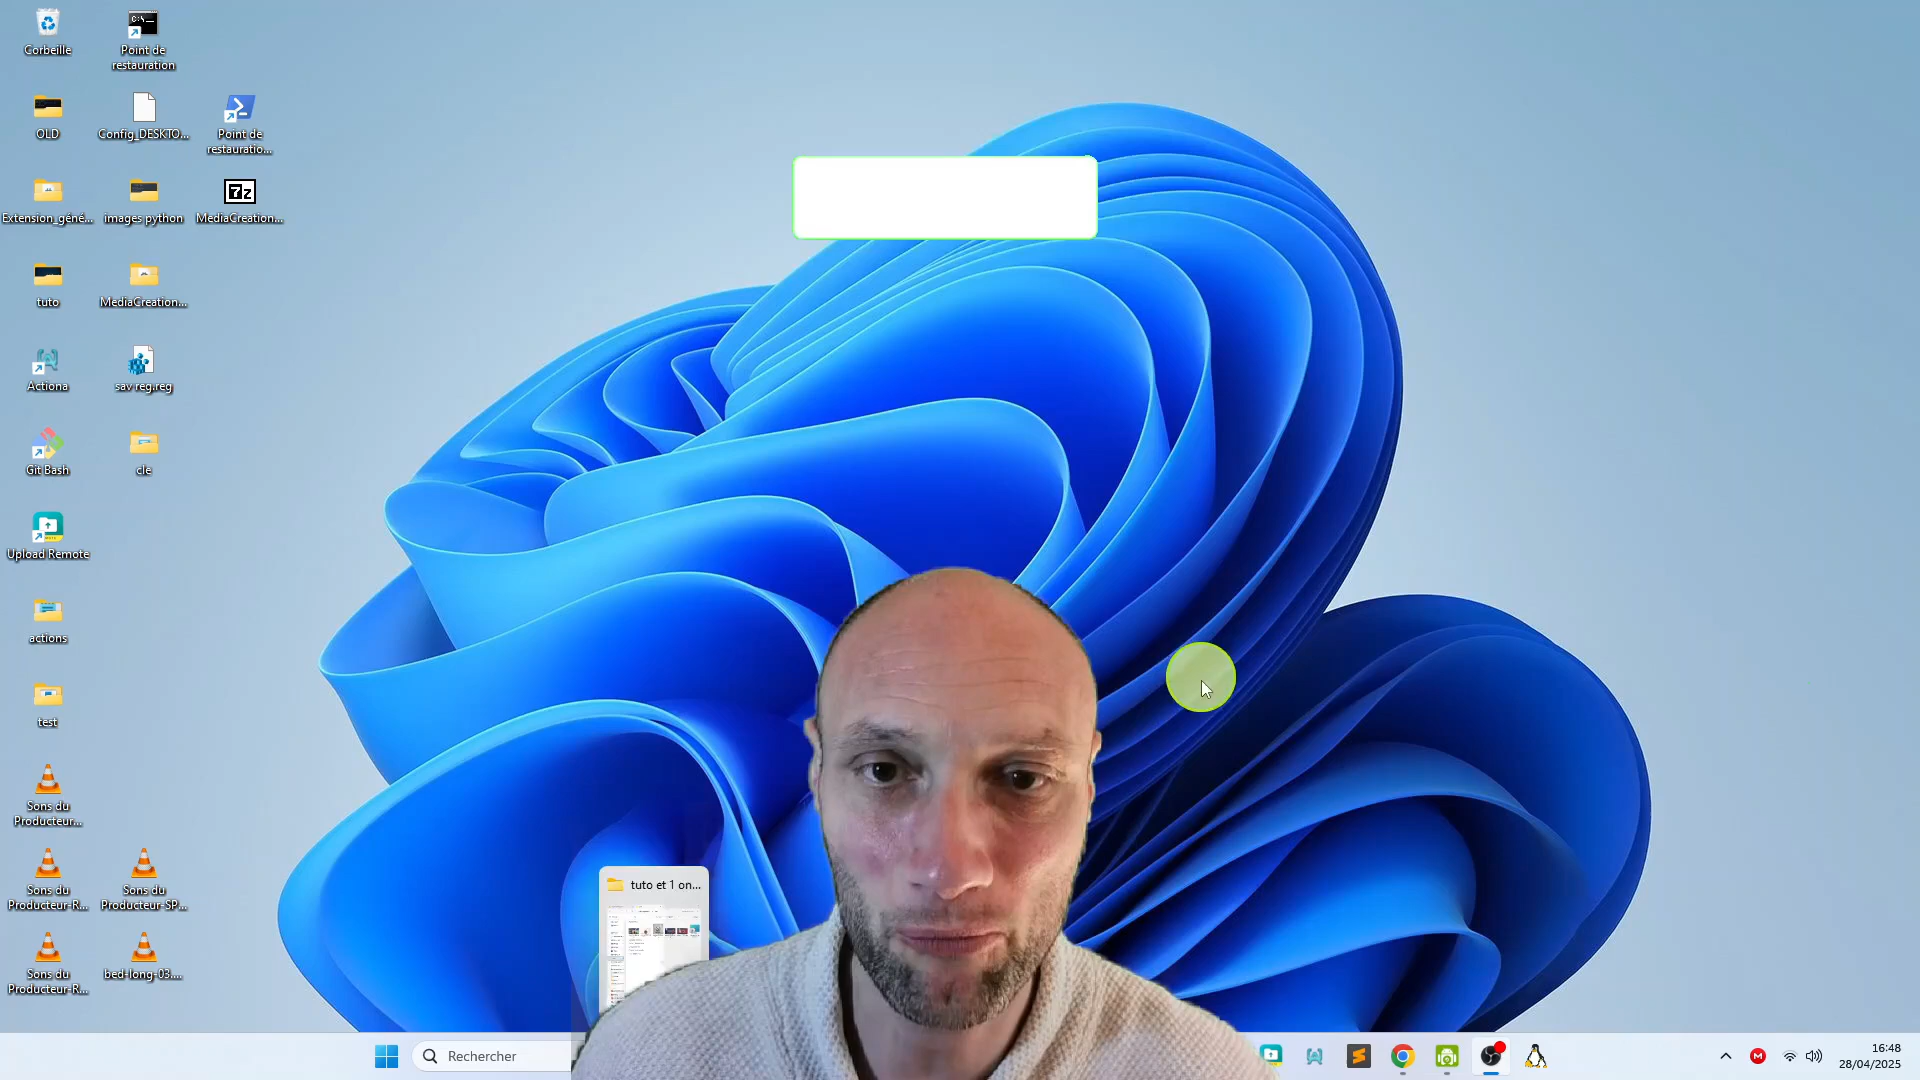 Corbeille
Point de
restauration
OLD
Config_DESKTO...
Point de
restauratio...
Extension_géné...
images python
MediaCreation...
tuto
MediaCreation...
Actiona
sav reg.reg
Git Bash
cle
Upload Remote
actions
test
Sons du
Producteur...
Sons du
Producteur-R...
Sons du
Producteur-SP...
Sons du
Producteur-R...
bed-long-03....
tuto et 1 on...
Rechercher
16:48
28/04/2025